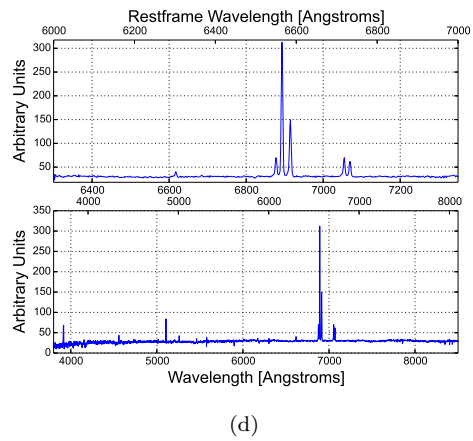 Restframe Wavelength [Angstroms]
6000 6200 6400 6600 6800 7000
300
250
200
150
100
50
Arbitrary Units
6400 6600 6800 7000 7200
4000 5000 6000 7000 8000
350
300
250
200
150
100
50
0
Arbitrary Units
4000 5000 6000 7000 8000
Wavelength [Angstroms]
(d)